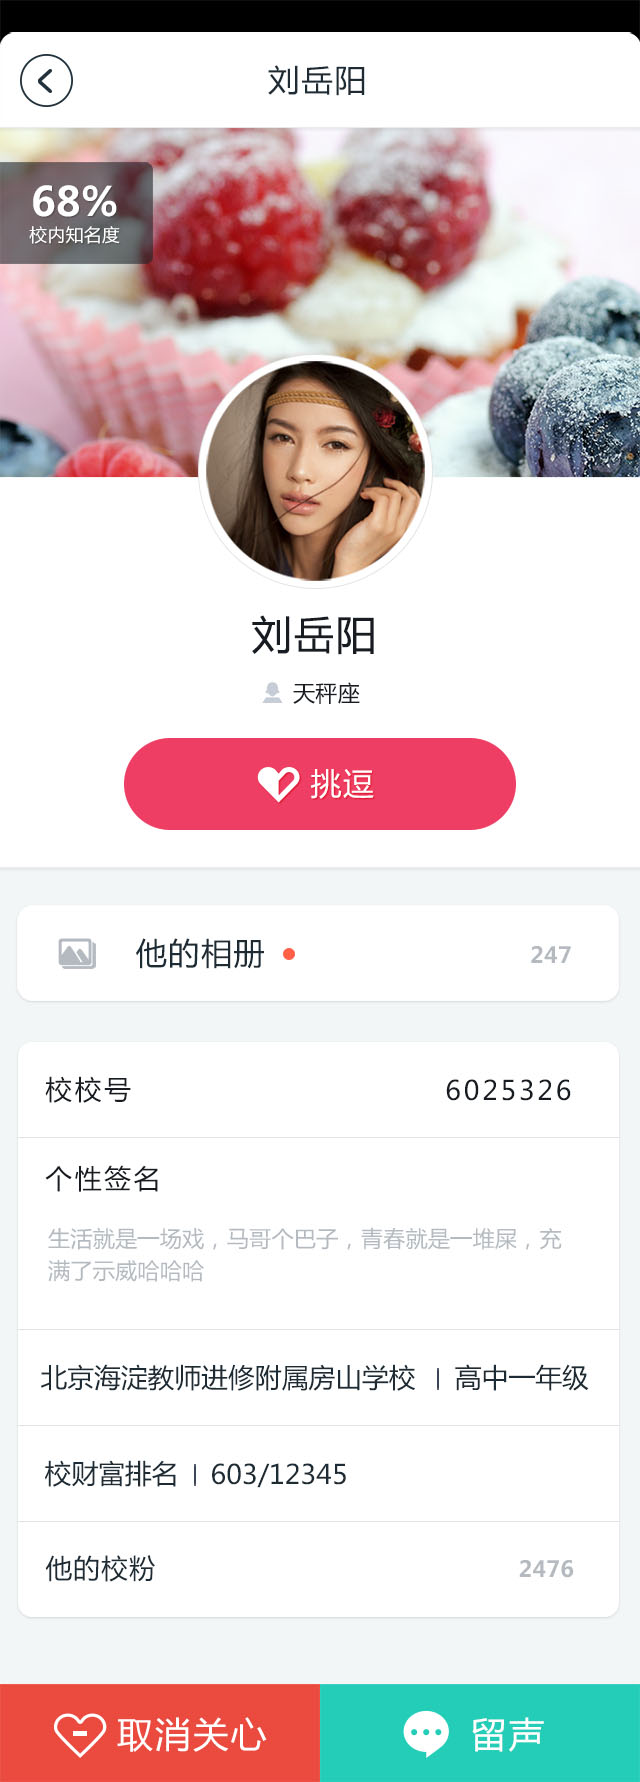 刘岳阳
68%
校内知名度
刘岳阳
天秤座
挑逗
他的相册 247
校校号 6025326
个性签名
生活就是一场戏，马哥个巴子，青春就是一堆屎，充
满了示威哈哈哈
北京海淀教师进修附属房山学校 | 高中一年级
校财富排名 | 603/12345
他的校粉 2476
取消关心 留声